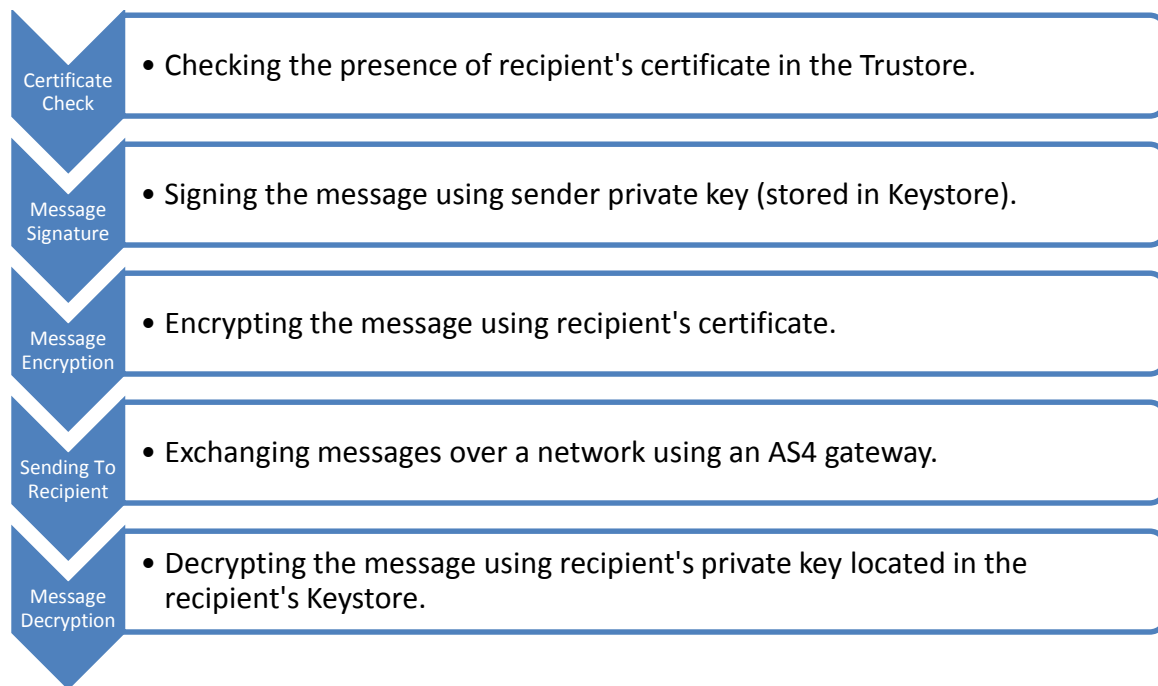 Certificate
Check
• Checking the presence of recipient's certificate in the Trustore.
Message
Signature
• Signing the message using sender private key (stored in Keystore).
Message
Encryption
• Encrypting the message using recipient's certificate.
Sending To
Recipient
• Exchanging messages over a network using an AS4 gateway.
Message
Decryption
• Decrypting the message using recipient's private key located in the
recipient's Keystore.